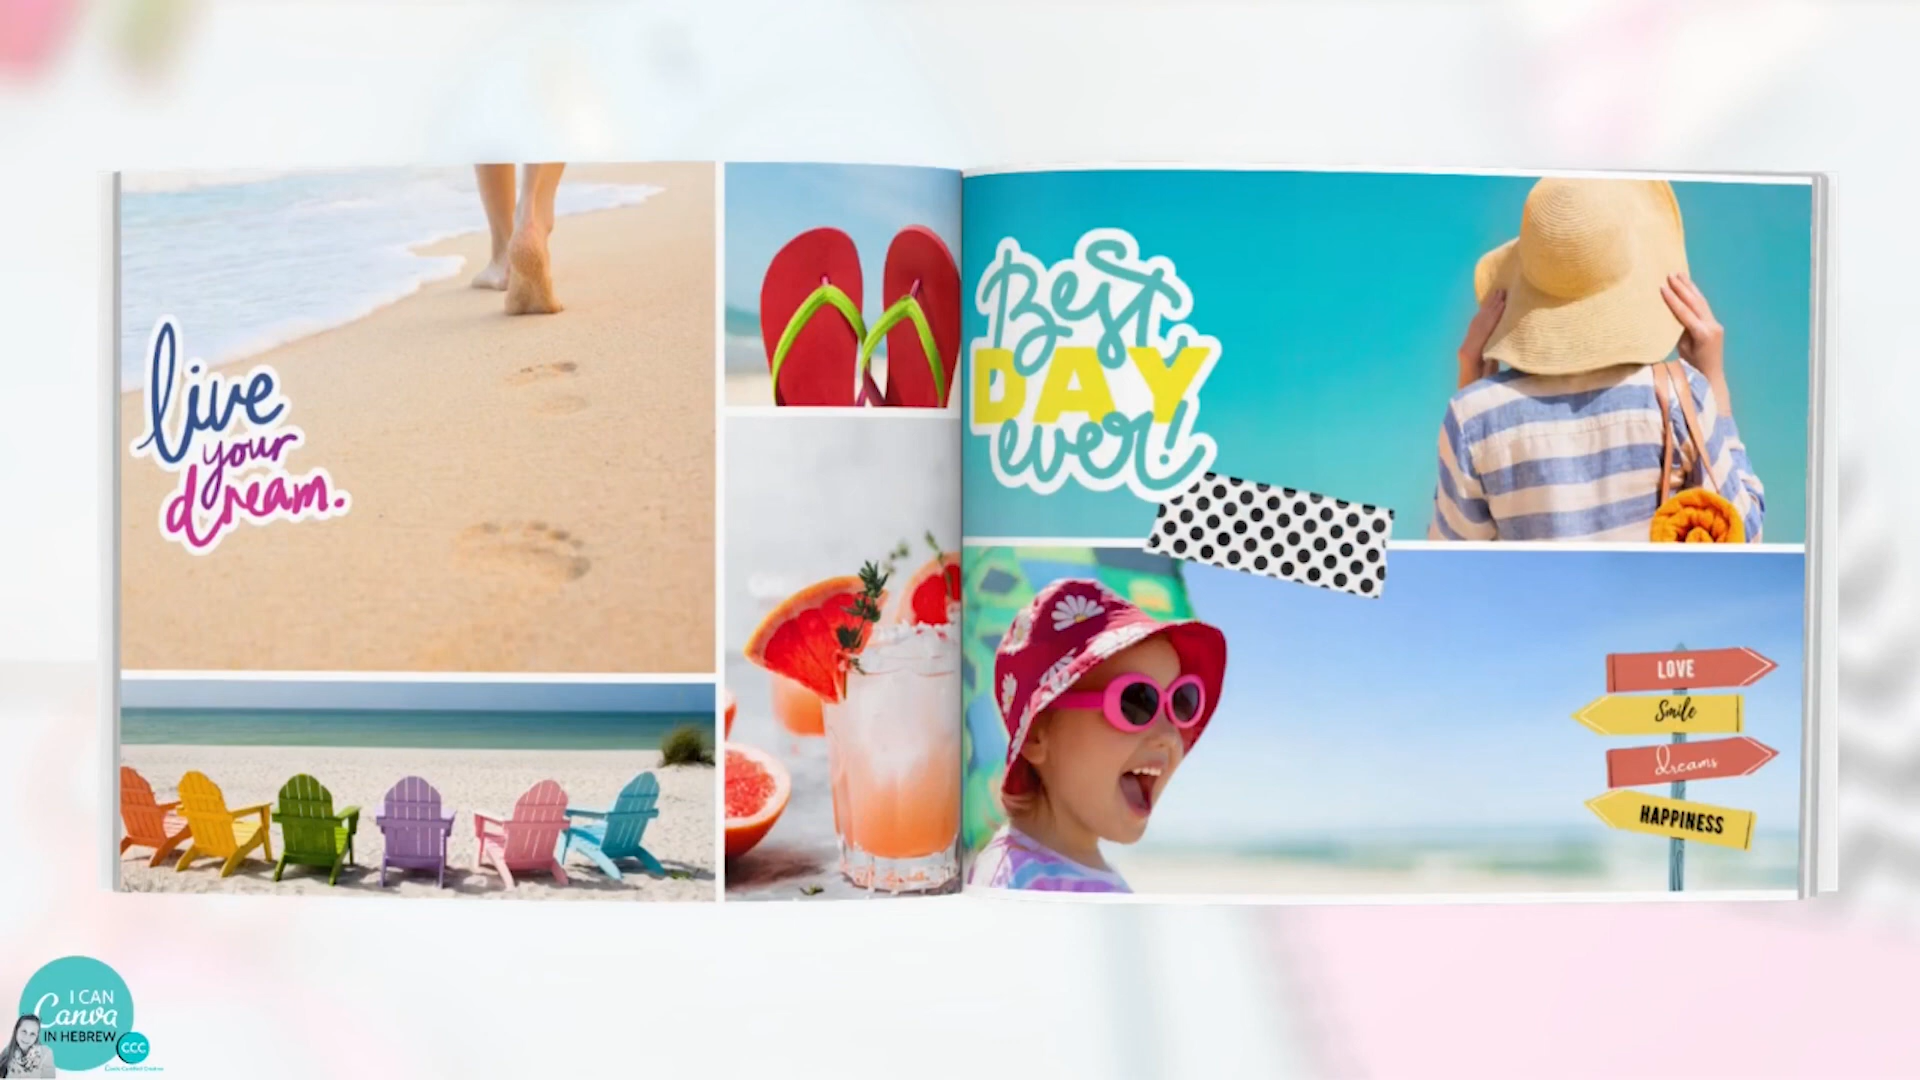 live
your
dream.
Best
DAY
ever!
LOVE
Smile
dreams
HAPPINESS
I CAN
Canva
IN HEBREW
CCC